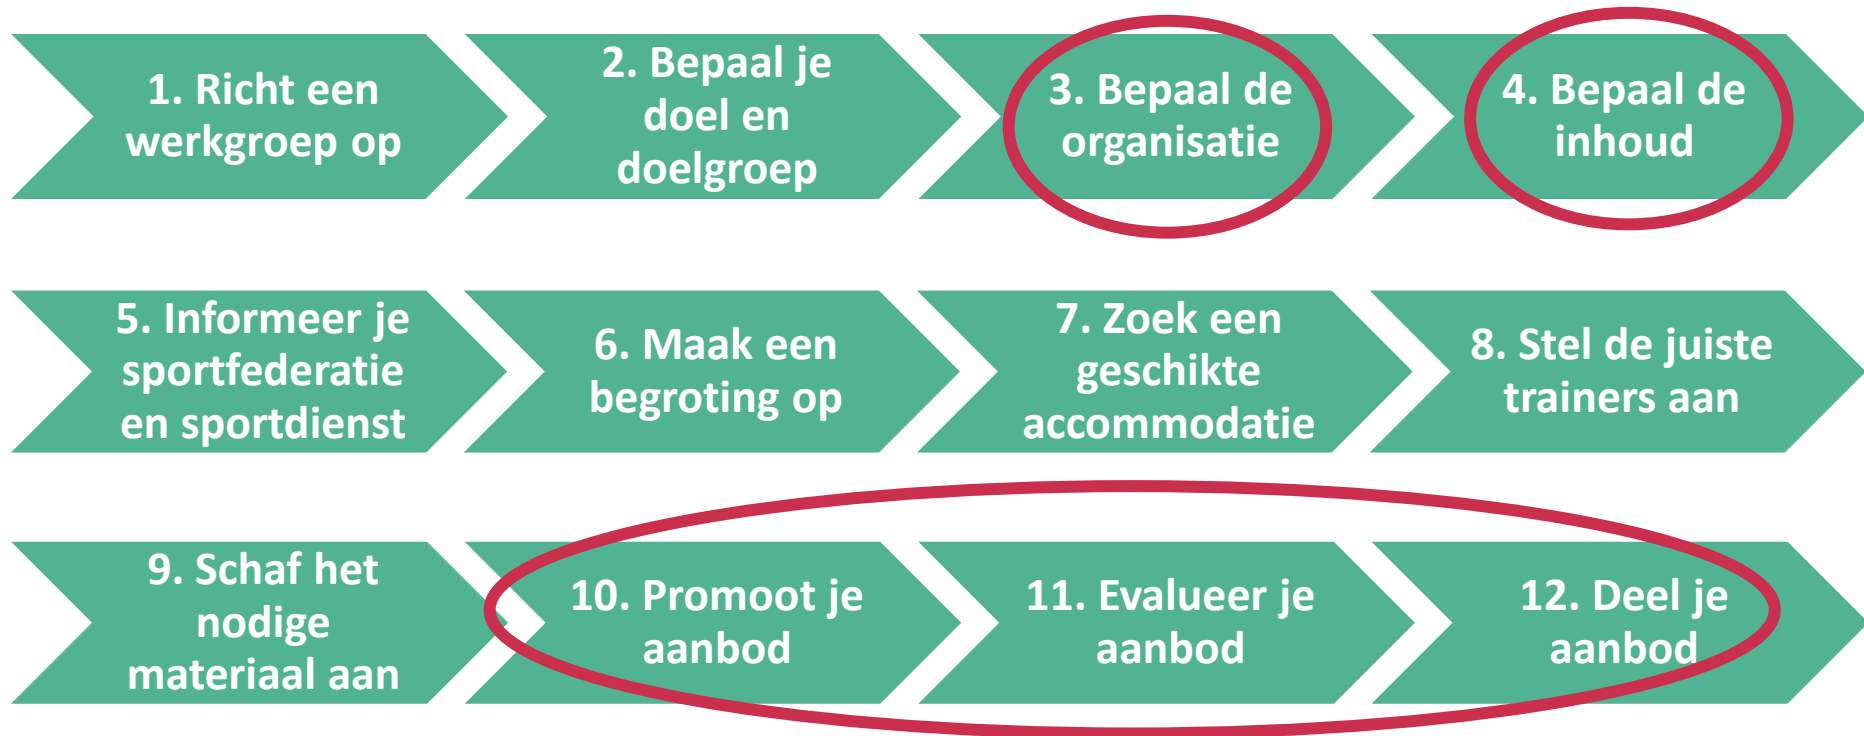 1. Richt een
werkgroep op
2. Bepaal je
doel en
doelgroep
3. Bepaal de
organisatie
4. Bepaal de
inhoud
5. Informeer je
sportfederatie
en sportdienst
6. Maak een
begroting op
7. Zoek een
geschikte
accommodatie
8. Stel de juiste
trainers aan
9. Schaf het
nodige
materiaal aan
10. Promoot je
aanbod
11. Evalueer je
aanbod
12. Deel je
aanbod